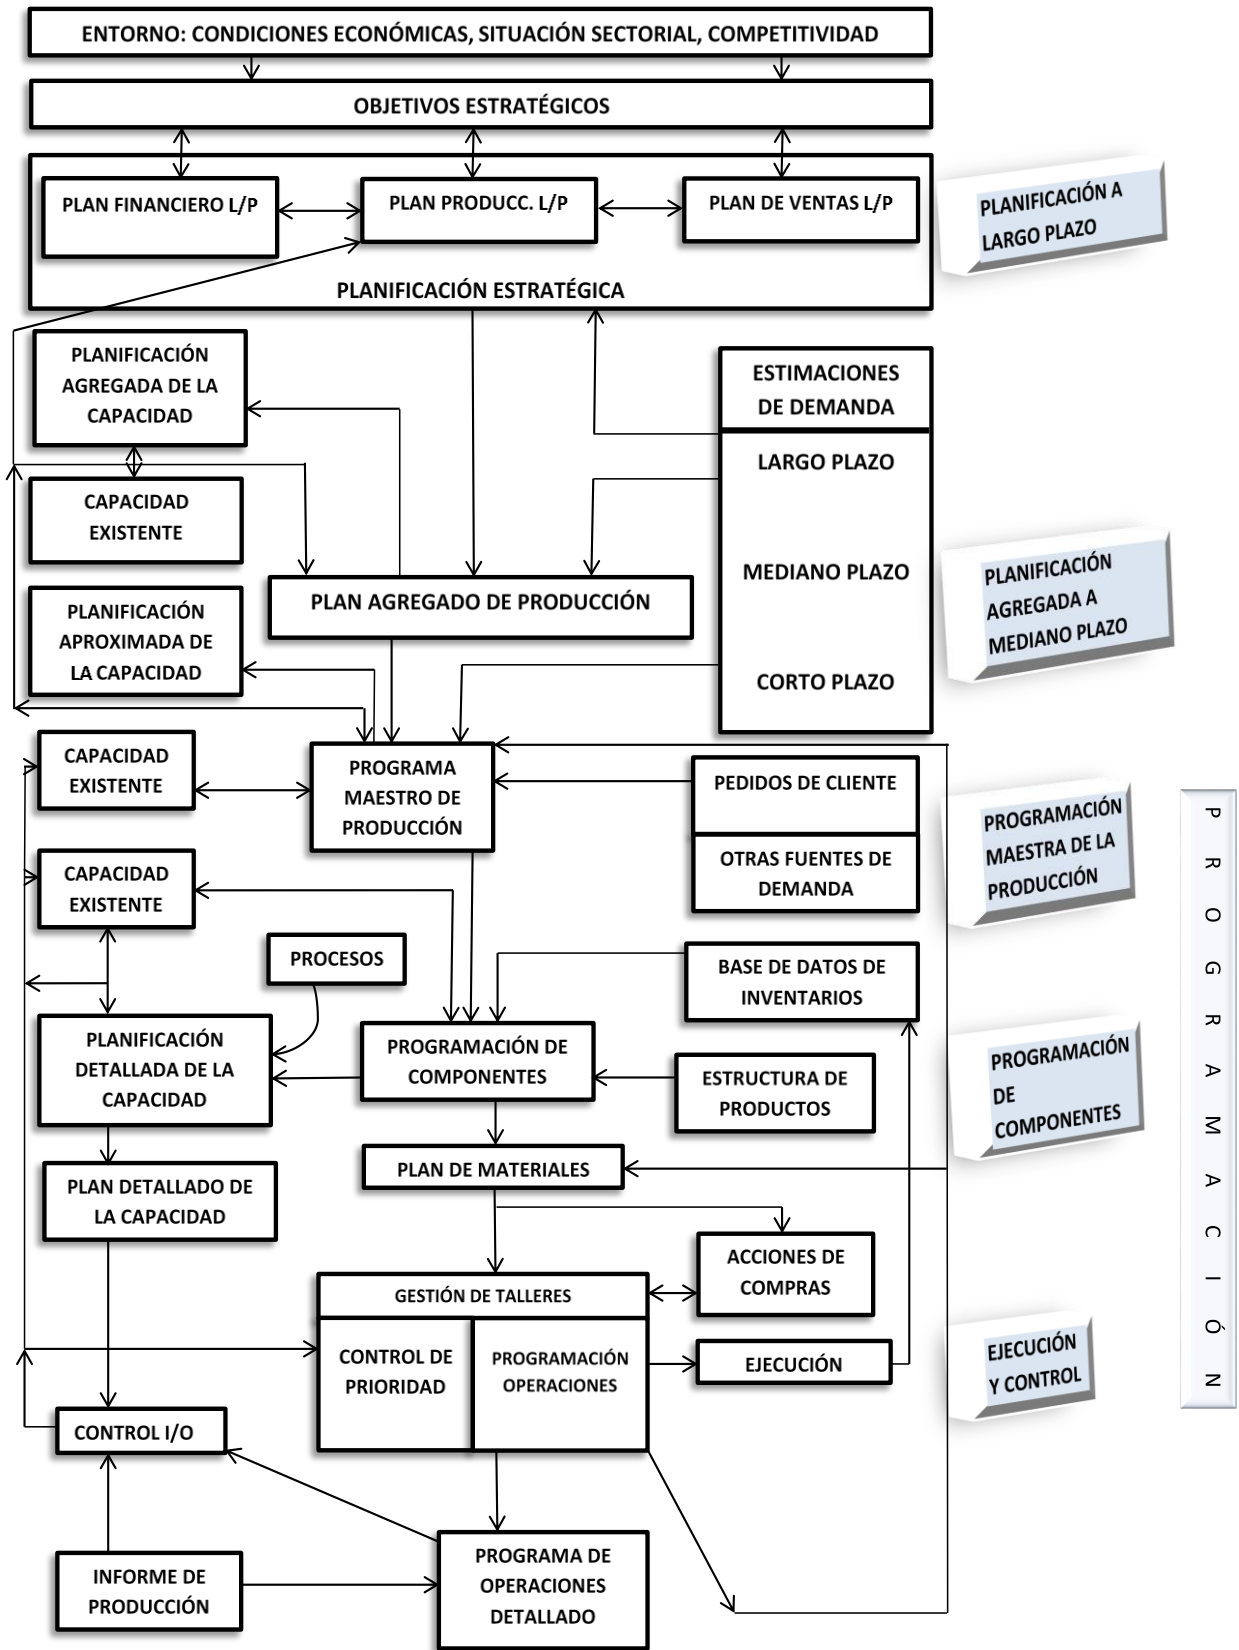 ENTORNO: CONDICIONES ECONÓMICAS, SITUACIÓN SECTORIAL, COMPETITIVIDAD
OBJETIVOS ESTRATÉGICOS
PLAN FINANCIERO L/P
PLAN PRODUCC. L/P
PLAN DE VENTAS L/P
PLANIFICACIÓN ESTRATÉGICA
PLANIFICACIÓN A
LARGO PLAZO
PLANIFICACIÓN
AGREGADA DE LA
CAPACIDAD
ESTIMACIONES
DE DEMANDA
LARGO PLAZO
MEDIANO PLAZO
CORTO PLAZO
CAPACIDAD
EXISTENTE
PLAN AGREGADO DE PRODUCCIÓN
PLANIFICACIÓN
AGREGADA A
MEDIANO PLAZO
PLANIFICACIÓN
APROXIMADA DE
LA CAPACIDAD
CAPACIDAD
EXISTENTE
PROGRAMA
MAESTRO DE
PRODUCCIÓN
PEDIDOS DE CLIENTE
OTRAS FUENTES DE
DEMANDA
PROGRAMACIÓN
MAESTRA DE LA
PRODUCCIÓN
CAPACIDAD
EXISTENTE
PROCESOS
BASE DE DATOS DE
INVENTARIOS
PLANIFICACIÓN
DETALLADA DE LA
CAPACIDAD
PROGRAMACIÓN DE
COMPONENTES
ESTRUCTURA DE
PRODUCTOS
PROGRAMACIÓN
DE
COMPONENTES
PLAN DE MATERIALES
PLAN DETALLADO DE
LA CAPACIDAD
ACCIONES DE
COMPRAS
GESTIÓN DE TALLERES
CONTROL DE
PRIORIDAD
PROGRAMACIÓN
OPERACIONES
EJECUCIÓN
EJECUCIÓN
Y CONTROL
CONTROL I/O
INFORME DE
PRODUCCIÓN
PROGRAMA DE
OPERACIONES
DETALLADO
PROGRAMACIÓN